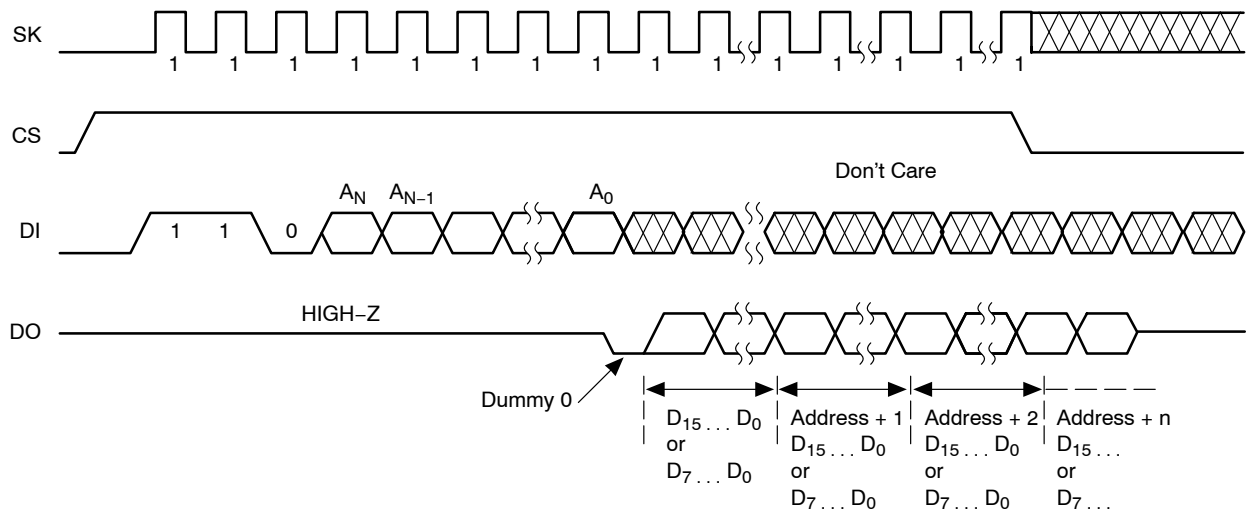 SK
1 1 1 1 1 1 1 1 1 1 1 1 1 1 1
CS
Don't Care
A_N A_{N−1} A_0
DI 1 1 0
HIGH−Z
DO
Dummy 0
D_15 . . . D_0
or
D_7 . . . D_0
Address + 1
D_15 . . . D_0
or
D_7 . . . D_0
Address + 2
D_15 . . . D_0
or
D_7 . . . D_0
Address + n
D_15 . . .
or
D_7 . . .